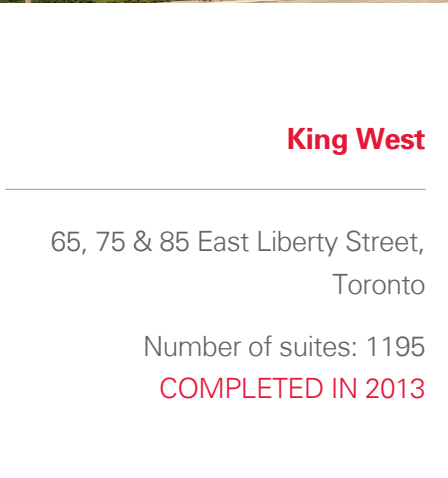 King West
65, 75 & 85 East Liberty Street,
Toronto
Number of suites: 1195
COMPLETED IN 2013